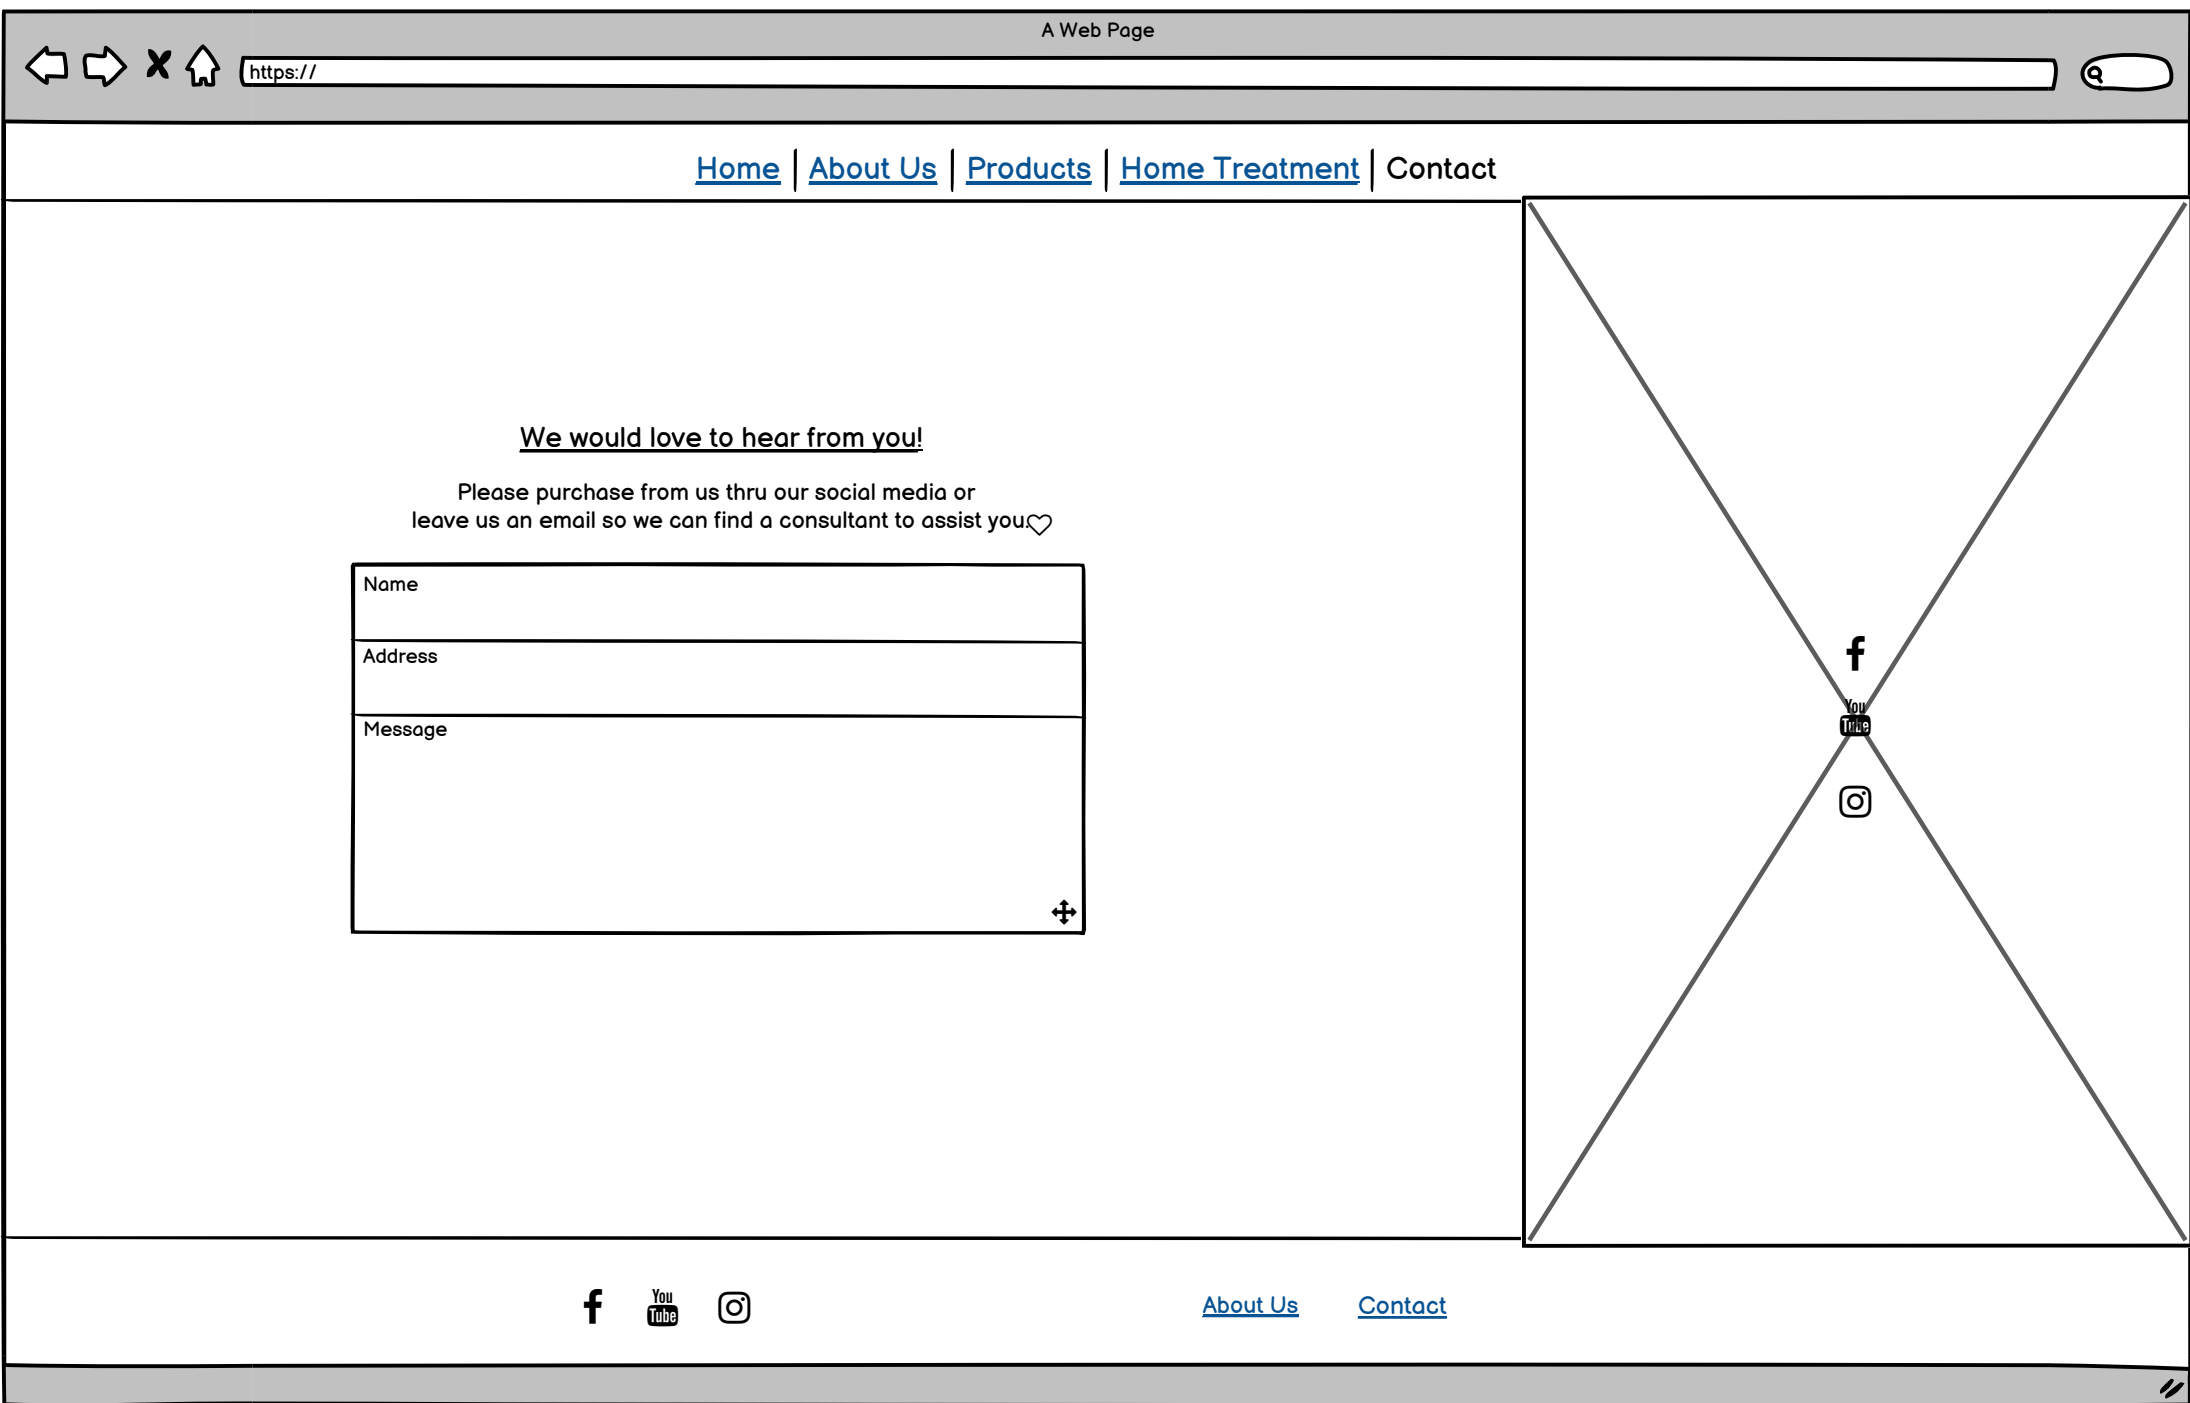 A Web Page
https://
Home | About Us | Products | Home Treatment | Contact
We would love to hear from you!
Please purchase from us thru our social media or
leave us an email so we can find a consultant to assist you.
Name
Address
Message
You
Tube
You
Tube
About Us Contact